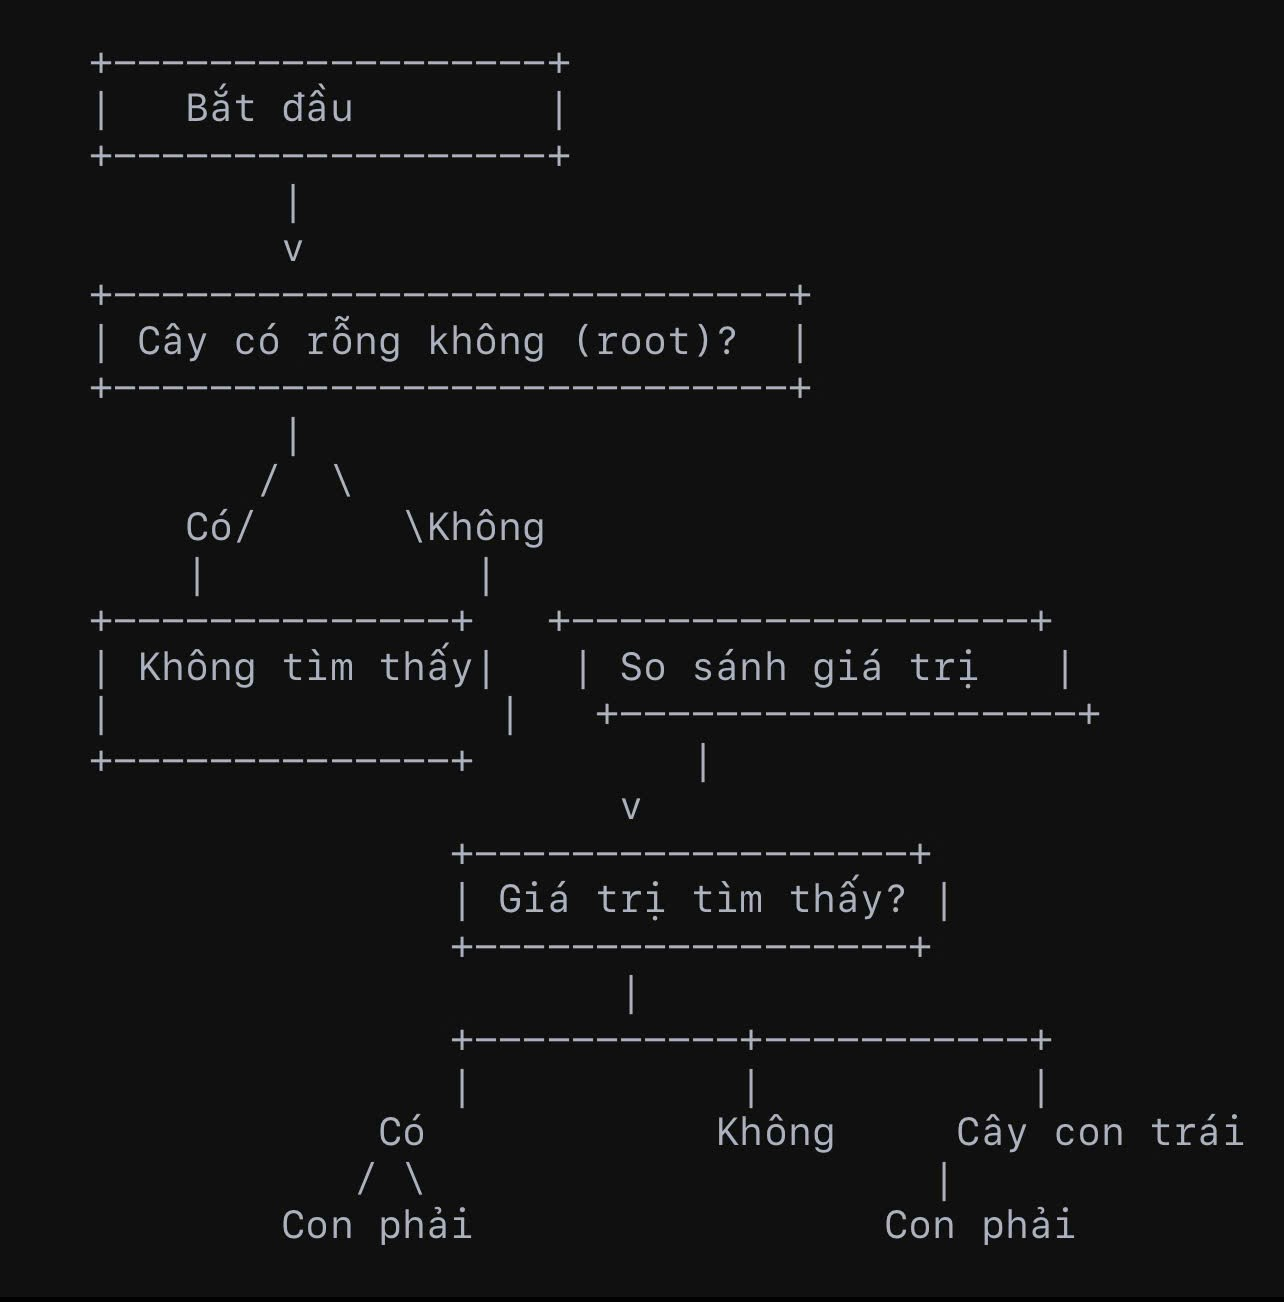 +-------------------+
|   Bắt đầu        |
+-------------------+
|
v
+-----------------------------+
| Cây có rỗng không (root)?  |
+-----------------------------+
|
/  \
Có/      \Không
|           |
+--------------+   +--------------------+
| Không tìm thấy|   | So sánh giá trị   |
|                |   +--------------------+
+--------------+         |
v
+------------------+
| Giá trị tìm thấy? |
+------------------+
|
+-----------+-----------+
|           |           |
Có            Không     Cây con trái
/ \                     |
Con phải                 Con phải